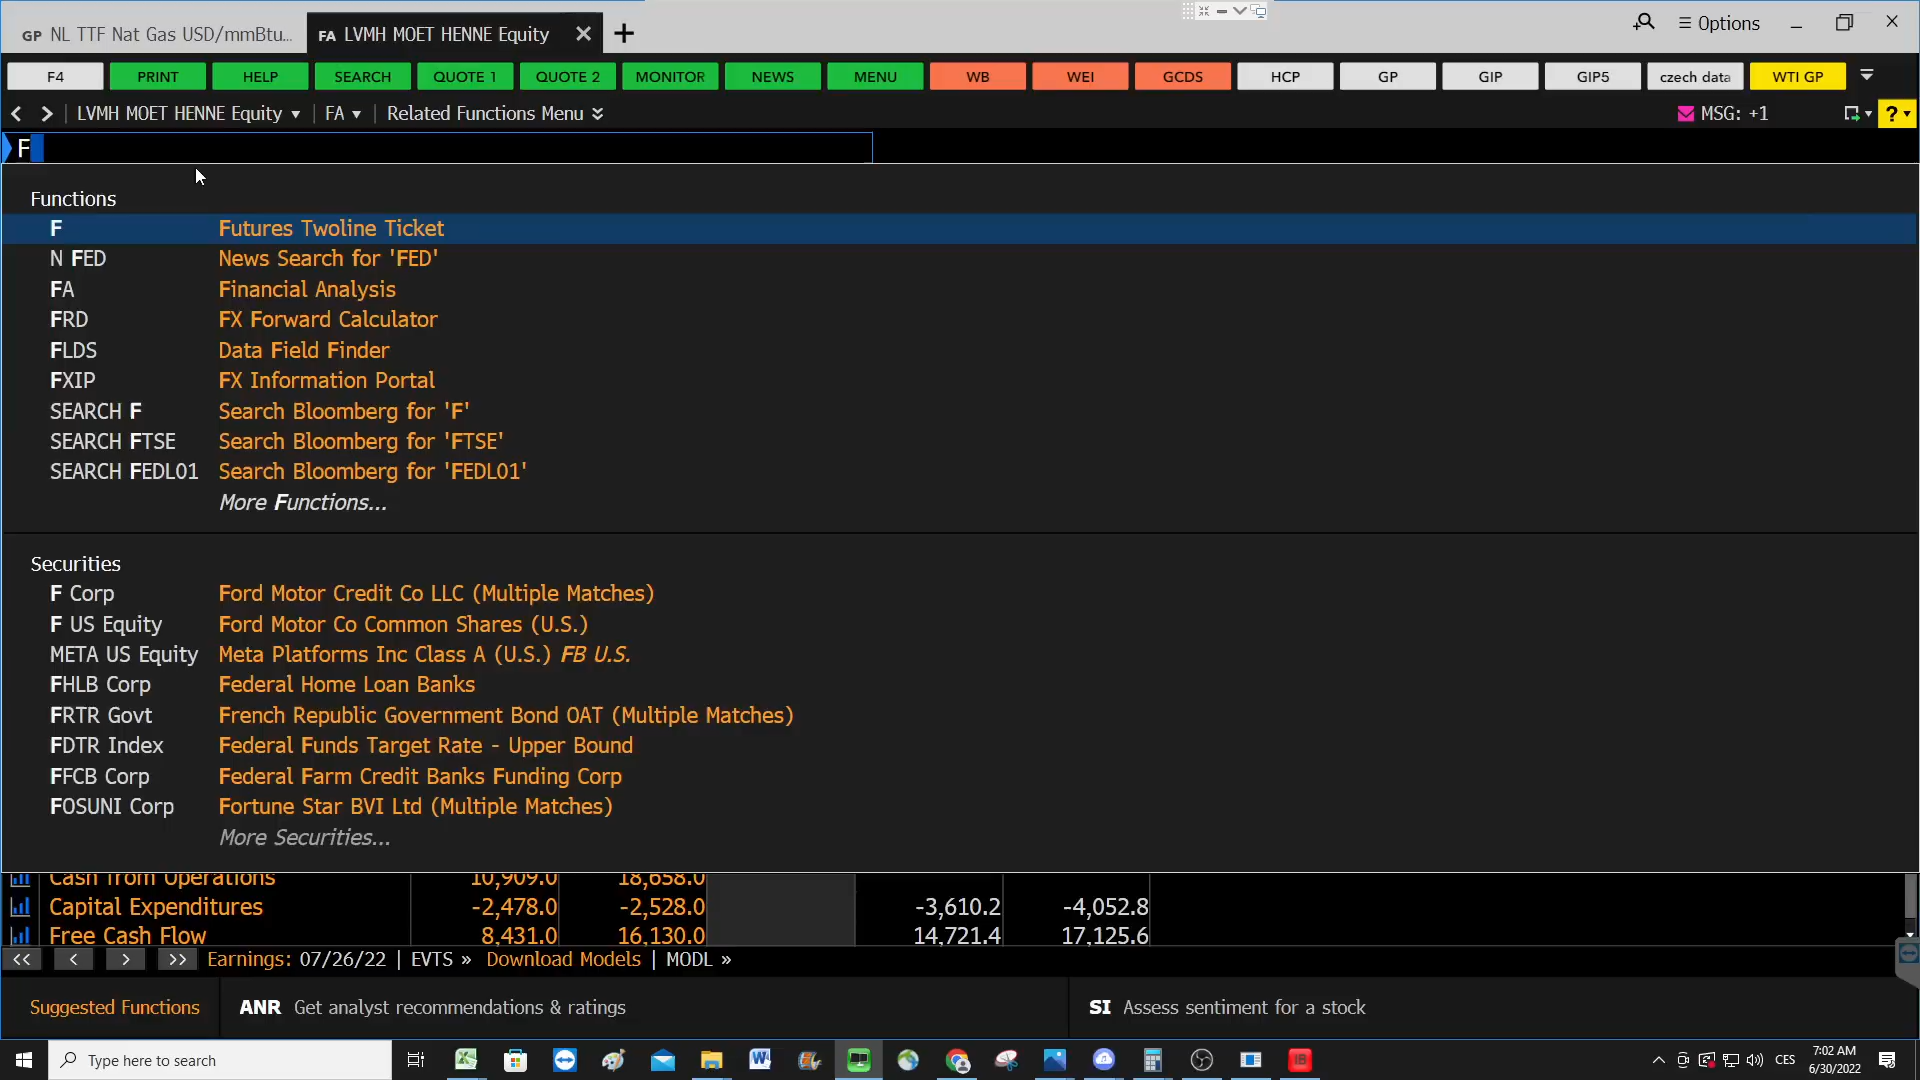 GP NL TTF Nat Gas USD/mmBtu...
FA LVMH MOET HENNE Equity
Options
F4 PRINT HELP SEARCH QUOTE 1 QUOTE 2 MONITOR NEWS MENU WB WEI GCDS HCP GP GIP GIP5 czech data WTI GP
LVMH MOET HENNE Equity FA Related Functions Menu MSG: +1 ?
F
Functions
F Futures Twoline Ticket
N FED News Search for 'FED'
FA Financial Analysis
FRD FX Forward Calculator
FLDS Data Field Finder
FXIP FX Information Portal
SEARCH F Search Bloomberg for 'F'
SEARCH FTSE Search Bloomberg for 'FTSE'
SEARCH FEDL01 Search Bloomberg for 'FEDL01'
More Functions...
Securities
F Corp Ford Motor Credit Co LLC (Multiple Matches)
F US Equity Ford Motor Co Common Shares (U.S.)
META US Equity Meta Platforms Inc Class A (U.S.) FB U.S.
FHLB Corp Federal Home Loan Banks
FRTR Govt French Republic Government Bond OAT (Multiple Matches)
FDTR Index Federal Funds Target Rate - Upper Bound
FFCB Corp Federal Farm Credit Banks Funding Corp
FOSUNI Corp Fortune Star BVI Ltd (Multiple Matches)
More Securities...
Cash from Operations 10,909.0 18,658.0
Capital Expenditures -2,478.0 -2,528.0 -3,610.2 -4,052.8
Free Cash Flow 8,431.0 16,130.0 14,721.4 17,125.6
<< < > >> Earnings: 07/26/22 | EVTS » Download Models | MODL »
Suggested Functions ANR Get analyst recommendations & ratings SI Assess sentiment for a stock
Type here to search
CES
7:02 AM
6/30/2022